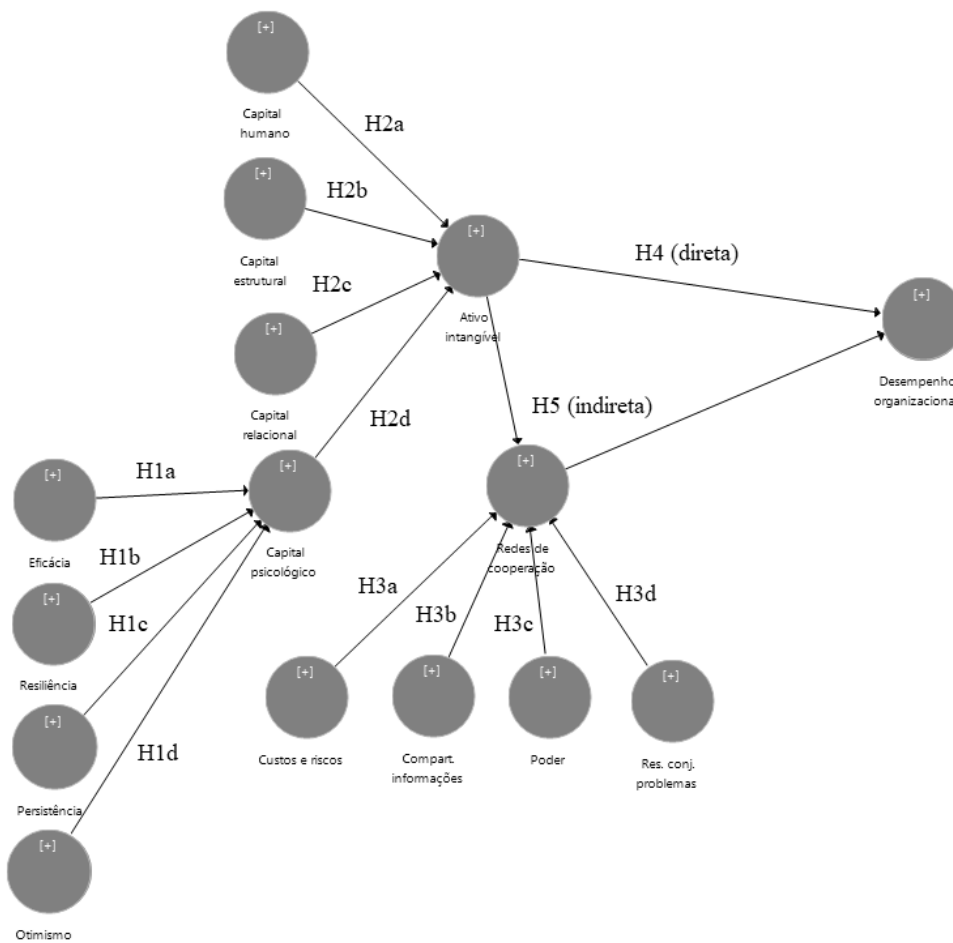 [+]
Capital
humano
H2a
[+]
Capital
estrutural
H2b
[+]
Capital
relacional
H2c
[+]
Ativo
intangível
H4 (direta)
[+]
Desempenho
organizaciona
H2d
H5 (indireta)
[+]
Capital
psicológico
[+]
Redes de
cooperação
[+]
Eficácia
H1a
[+]
Resiliência
H1b
[+]
Persistência
H1c
[+]
Otimismo
H1d
H3a
H3b
H3c
H3d
[+]
Custos e riscos
[+]
Compart.
informações
[+]
Poder
[+]
Res. conj.
problemas